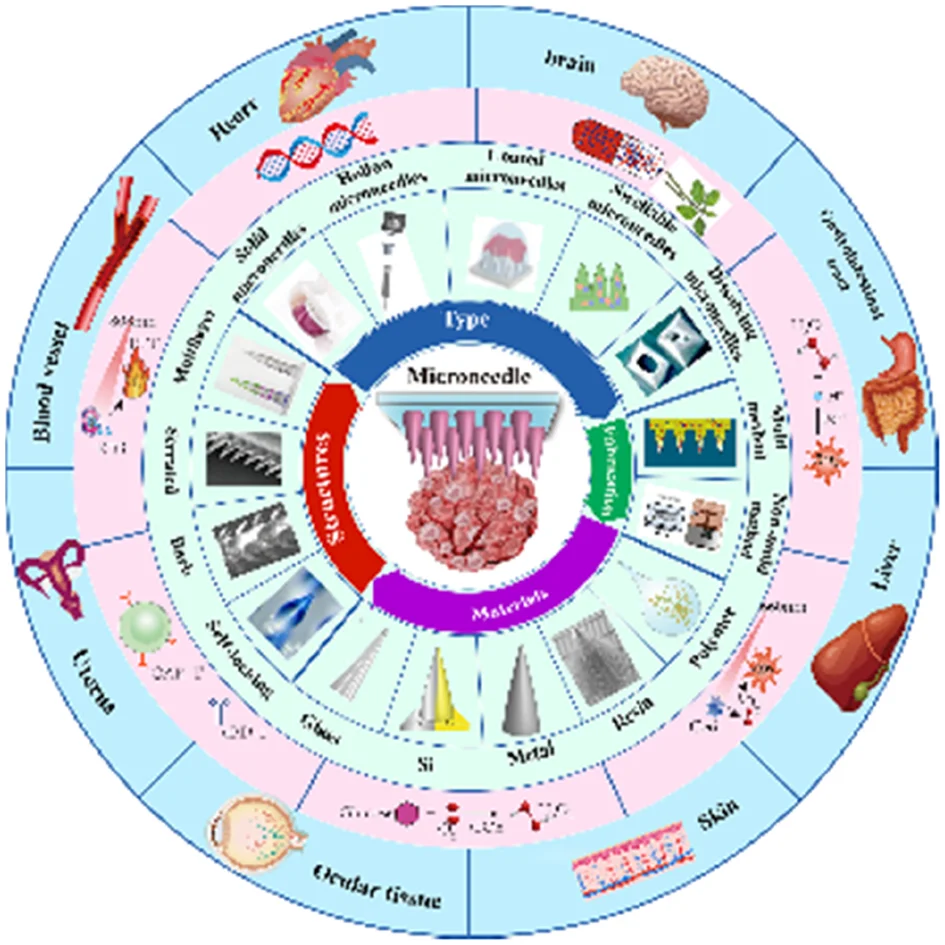 Microneedle
Type
Fabrication
Materials
Structures
Solid
microneedles
Hollow
microneedles
Coated
microneedles
Swellable
microneedles
Dissolving
microneedles
Mold
method
Non-mold
method
Polymer
Resin
Metal
Si
Glass
Self-locking
Barb
Serrated
Heart
brain
Gastrointestinal
tract
Liver
Skin
Ocular tissue
Uterus
Blood vessel